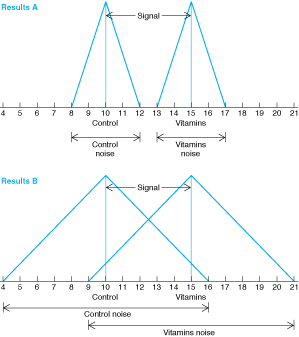 Results A
Signal
4 5 6 7 8 9 10 11 12 13 14 15 16 17 18 19 20 21
Control Vitamins
Control Vitamins
noise noise
Results B
Signal
4 5 6 7 8 9 10 11 12 13 14 15 16 17 18 19 20 21
Control Vitamins
Control noise
Vitamins noise